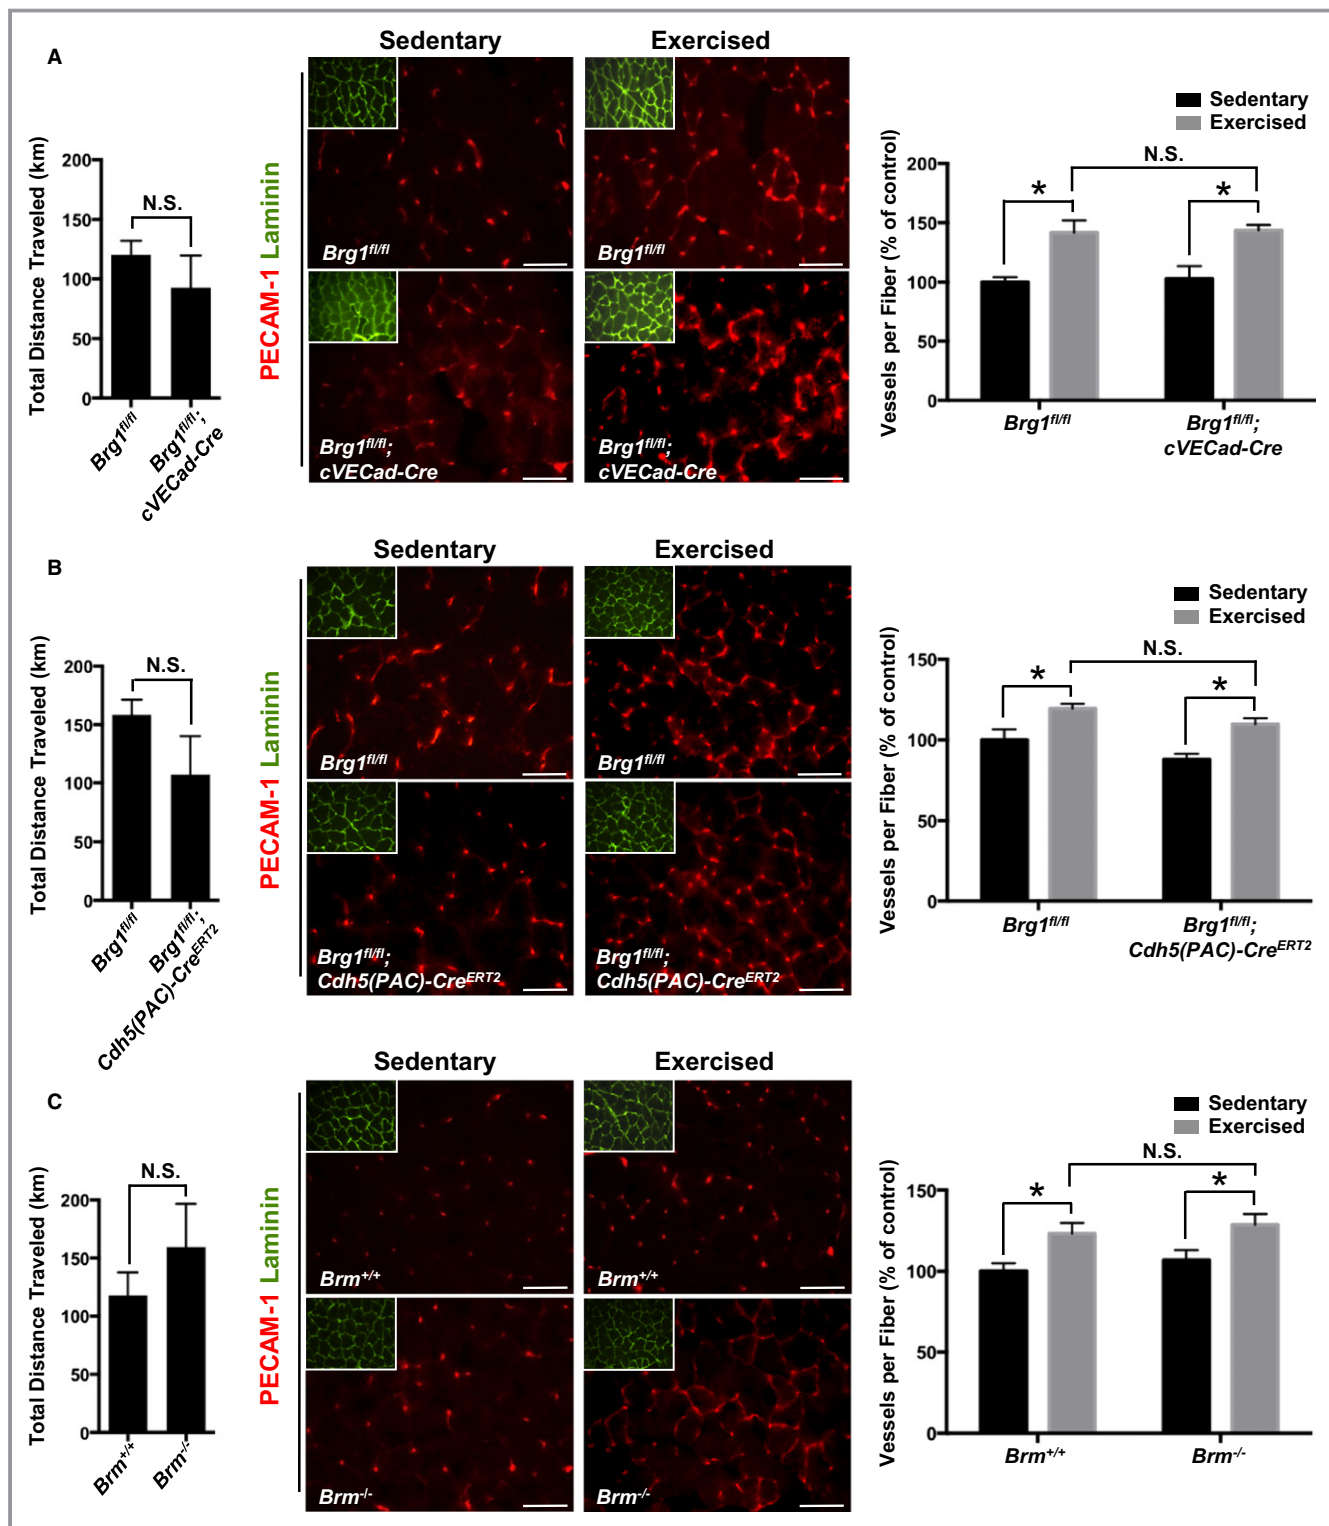 A
Sedentary
Exercised
Total Distance Traveled (km)
200
150
100
50
0
N.S.
Brg1fl/fl
Brg1fl/fl;
cVECad-Cre
PECAM-1 Laminin
Brg1fl/fl
Brg1fl/fl
Brg1fl/fl;
cVECad-Cre
Brg1fl/fl;
cVECad-Cre
Sedentary
Exercised
Vessels per Fiber (% of control)
200
150
100
50
0
N.S.
*
*
Brg1fl/fl
Brg1fl/fl;
cVECad-Cre
B
Sedentary
Exercised
Total Distance Traveled (km)
200
150
100
50
0
N.S.
Brg1fl/fl
Brg1fl/fl;
Cdh5(PAC)-CreERT2
PECAM-1 Laminin
Brg1fl/fl
Brg1fl/fl
Brg1fl/fl;
Cdh5(PAC)-CreERT2
Brg1fl/fl;
Cdh5(PAC)-CreERT2
Sedentary
Exercised
Vessels per Fiber (% of control)
150
100
50
0
N.S.
*
*
Brg1fl/fl
Brg1fl/fl;
Cdh5(PAC)-CreERT2
C
Sedentary
Exercised
Total Distance Traveled (km)
200
150
100
50
0
N.S.
Brm+/+
Brm-/-
PECAM-1 Laminin
Brm+/+
Brm+/+
Brm-/-
Brm-/-
Sedentary
Exercised
Vessels per Fiber (% of control)
150
100
50
0
N.S.
*
*
Brm+/+
Brm-/-